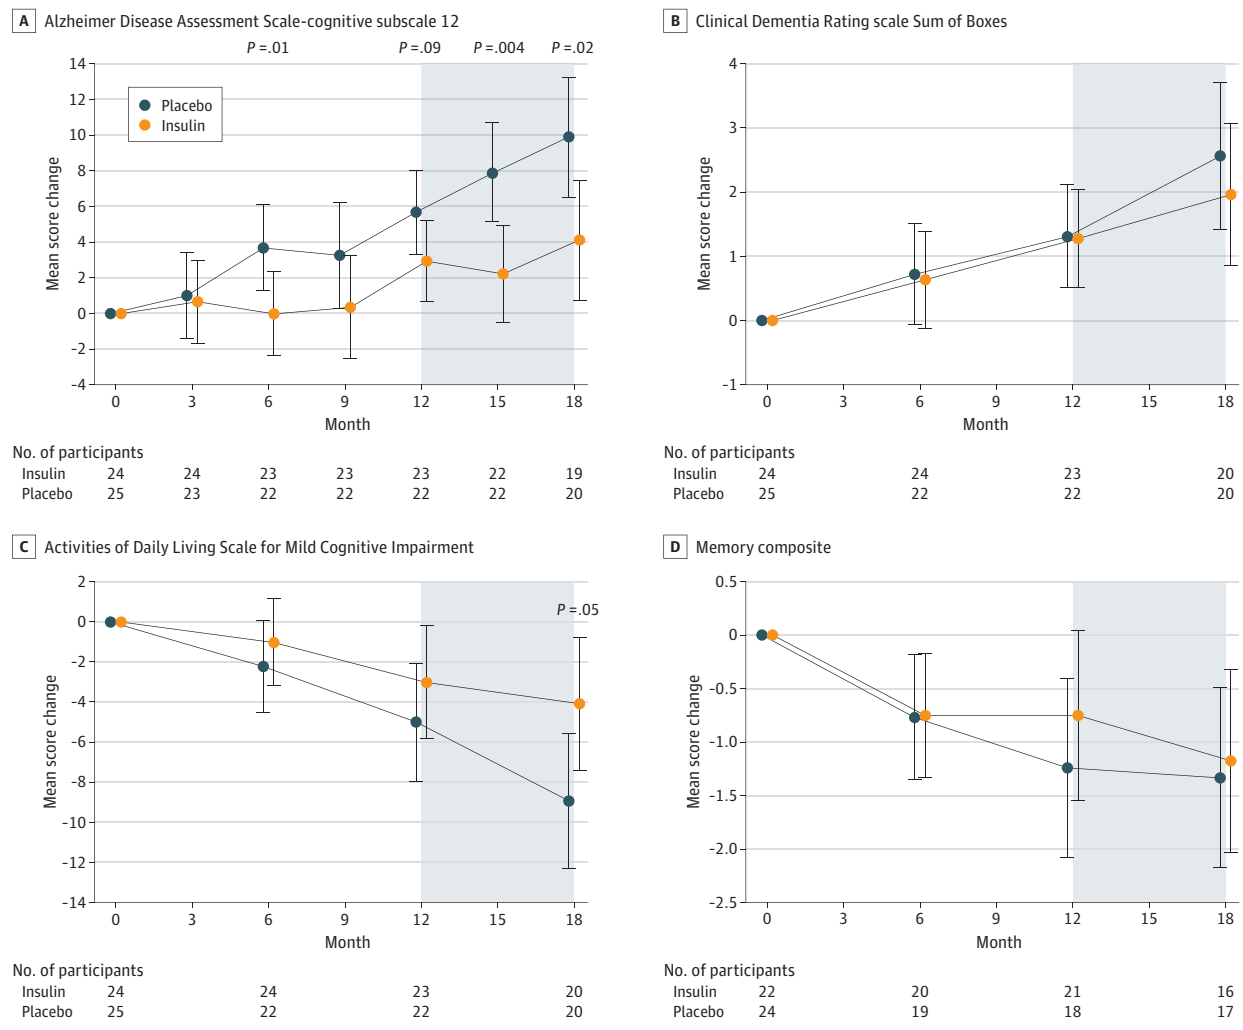 A Alzheimer Disease Assessment Scale-cognitive subscale 12
P =.01 P =.09 P =.004 P =.02
14
12
10
8
6
4
2
0
-2
-4
Mean score change
Placebo
Insulin
0 3 6 9 12 15 18
Month
No. of participants
Insulin 24 24 23 23 23 22 19
Placebo 25 23 22 22 22 22 20
B Clinical Dementia Rating scale Sum of Boxes
4
3
2
1
0
-1
Mean score change
0 3 6 9 12 15 18
Month
No. of participants
Insulin 24 24 23 20
Placebo 25 22 22 20
C Activities of Daily Living Scale for Mild Cognitive Impairment
P =.05
2
0
-2
-4
-6
-8
-10
-12
-14
Mean score change
0 3 6 9 12 15 18
Month
No. of participants
Insulin 24 24 23 20
Placebo 25 22 22 20
D Memory composite
0.5
0
-0.5
-1.0
-1.5
-2.0
-2.5
Mean score change
0 3 6 9 12 15 18
Month
No. of participants
Insulin 22 20 21 16
Placebo 24 19 18 17